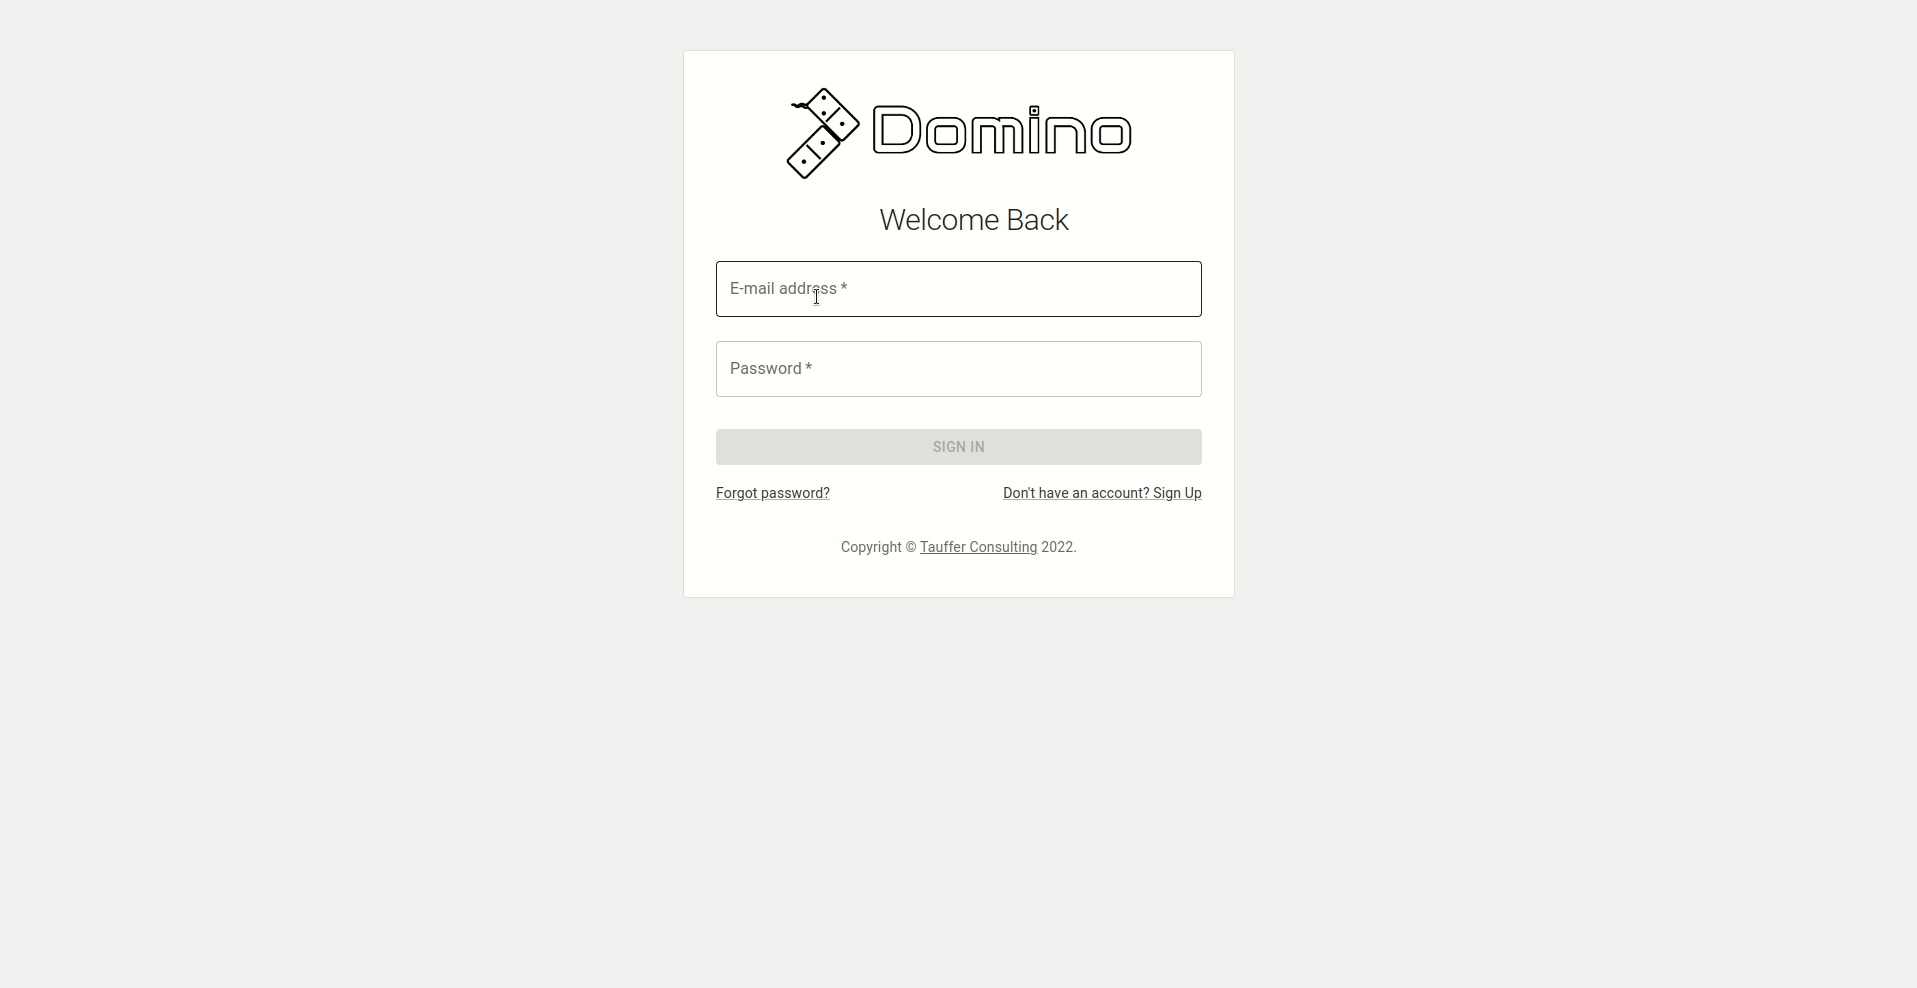 Domino
Welcome Back
E-mail address *
Password *
SIGN IN
Forgot password? Don't have an account? Sign Up
Copyright © Tauffer Consulting 2022.